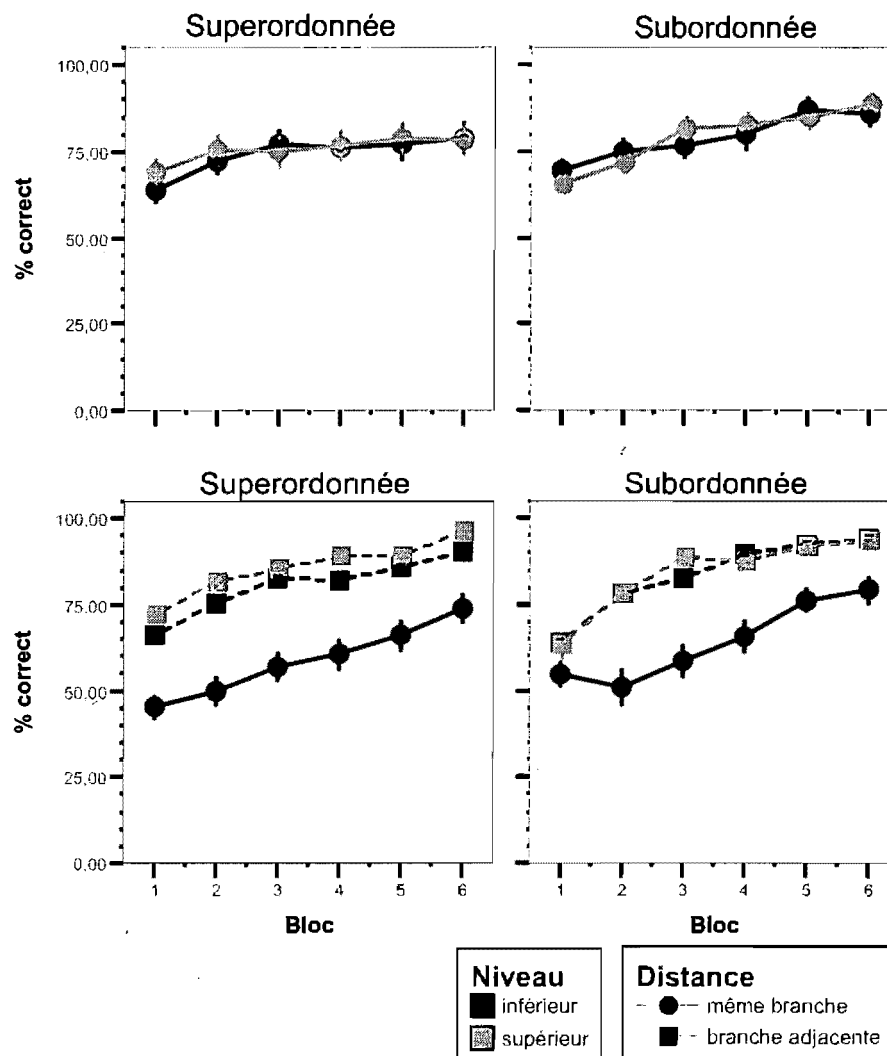 Superordonnée
Subordonnée
100,00
75,00
50,00
25,00
0,00
% correct
Superordonnée
Subordonnée
100,00
75,00
50,00
25,00
0,00
% correct
1 2 3 4 5 6
1 2 3 4 5 6
Bloc
Bloc
Niveau
inférieur
supérieur
Distance
même branche
branche adjacente